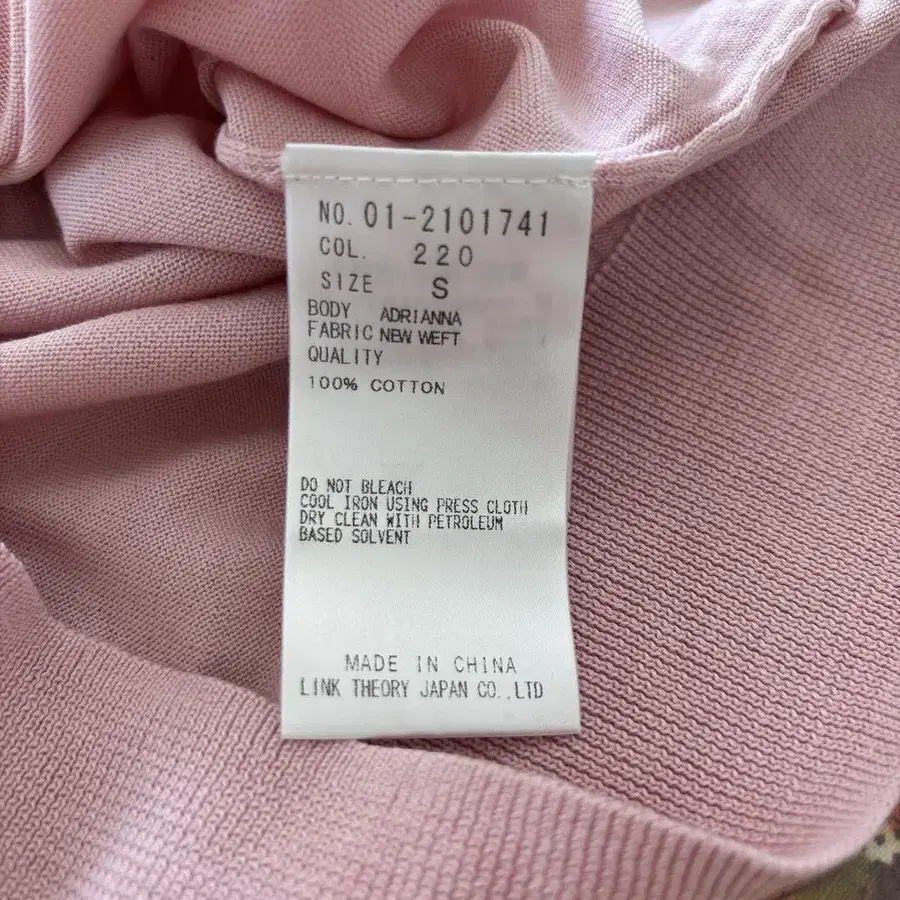 NO. 01-2101741
COL. 220
SIZE S
BODY ADRIANNA
FABRIC NEW WEFT
QUALITY
100% COTTON
DO NOT BLEACH
COOL IRON USING PRESS CLOTH
DRY CLEAN WITH PETROLEUM
BASED SOLVENT
MADE IN CHINA
LINK THEORY JAPAN CO.,LTD